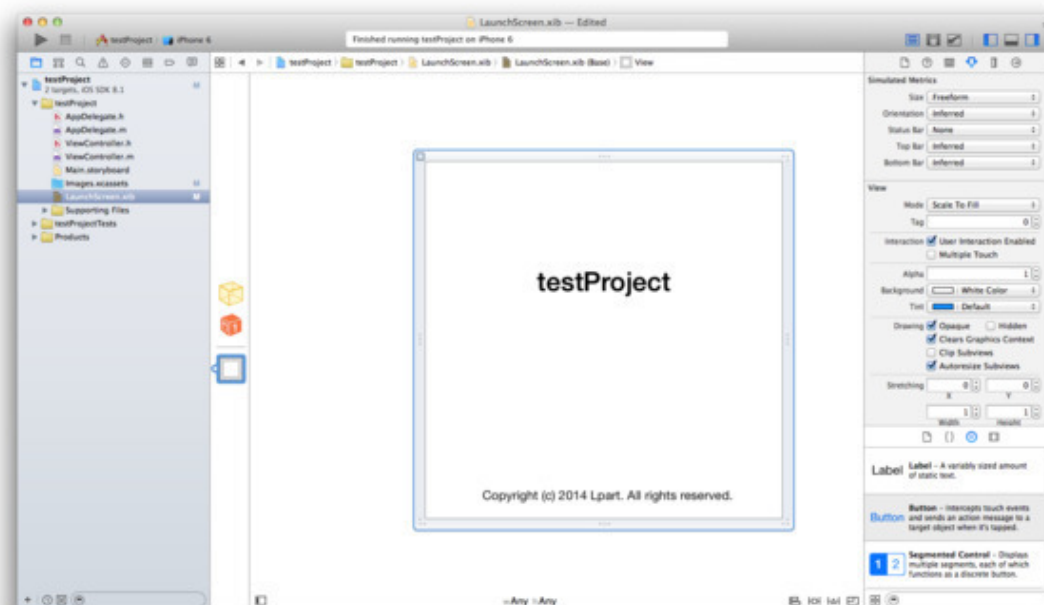 LaunchScreen.xib — Edited
testProject › iPhone 6
Finished running testProject on iPhone 6
testProject › testProject › LaunchScreen.xib › LaunchScreen.xib (Base) › View
testProject
2 targets, iOS SDK 8.1
M
testProject
AppDelegate.h
AppDelegate.m
ViewController.h
ViewController.m
Main.storyboard
Images.xcassets
M
LaunchScreen.xib
M
Supporting Files
testProjectTests
Products
testProject
Copyright (c) 2014 Lpart. All rights reserved.
wAny hAny
Simulated Metrics
Size Freeform
Orientation Inferred
Status Bar None
Top Bar Inferred
Bottom Bar Inferred
View
Mode Scale To Fill
Tag 0
Interaction User Interaction Enabled
Multiple Touch
Alpha 1
Background White Color
Tint Default
Drawing Opaque Hidden
Clears Graphics Context
Clip Subviews
Autoresize Subviews
Stretching 0 0
X Y
1 1
Width Height
Label Label - A variably sized amount
of static text.
Button Button - Intercepts touch events
and sends an action message to a
target object when it's tapped.
1 2 Segmented Control - Displays
multiple segments, each of which
functions as a discrete button.